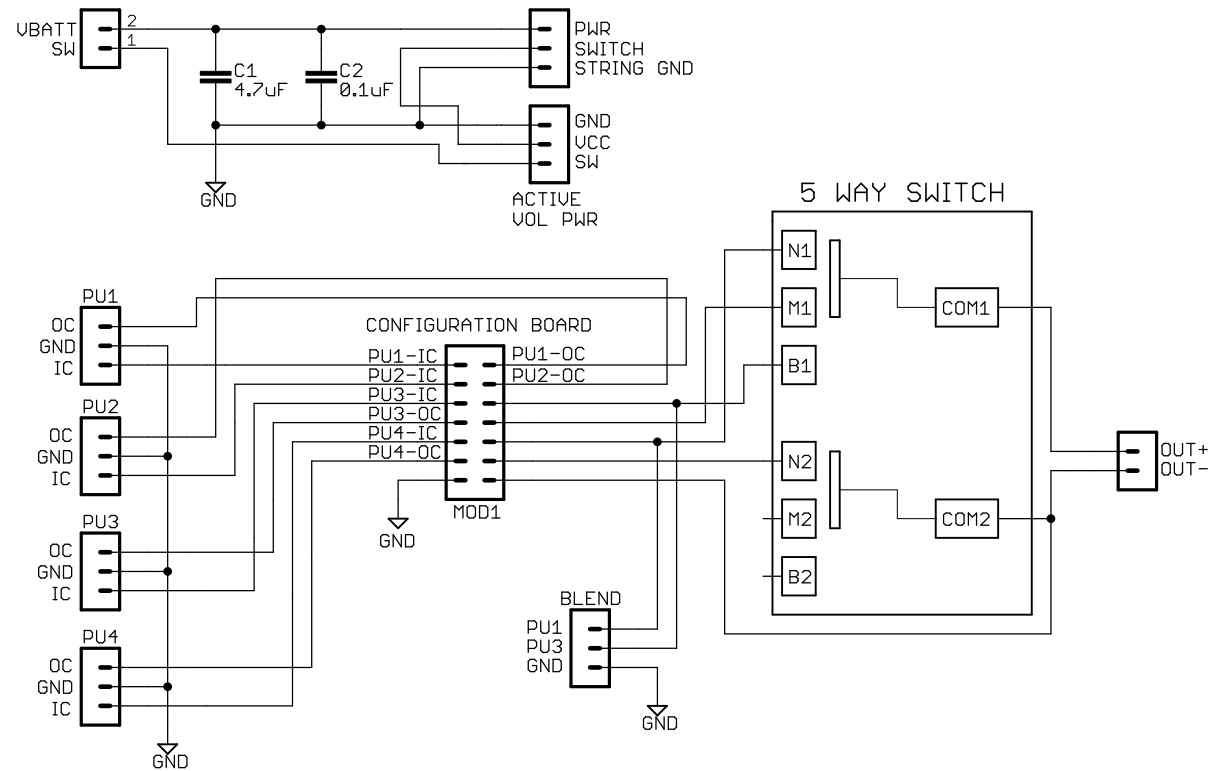 VBATT
SW
2
1
C1
4.7uF
C2
0.1uF
PWR
SWITCH
STRING GND
GND
VCC
SW
ACTIVE
VOL PWR
GND
5 WAY SWITCH
N1
M1
B1
COM1
N2
M2
B2
COM2
OUT+
OUT-
PU1
OC
GND
IC
PU2
OC
GND
IC
PU3
OC
GND
IC
PU4
OC
GND
IC
GND
CONFIGURATION BOARD
PU1-IC
PU2-IC
PU3-IC
PU3-OC
PU4-IC
PU4-OC
PU1-OC
PU2-OC
MOD1
GND
BLEND
PU1
PU3
GND
GND